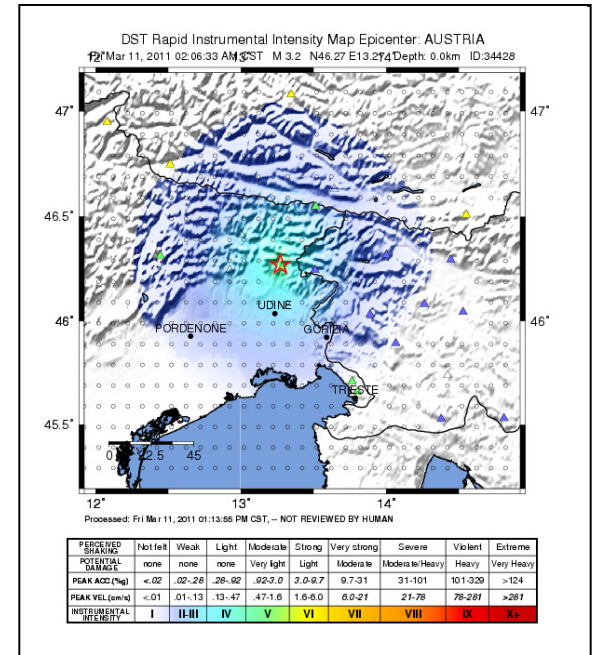 DST Rapid Instrumental Intensity Map Epicenter: AUSTRIA
Fri Mar 11, 2011 02:06:33 AM CST M 3.2 N46.27 E13.27 Depth: 0.0km ID:34428
12° 13° 14°
47° 47°
46.5° 46.5°
UDINE
46° 46°
PORDENONE GORIZIA
TRIESTE
45.5° 45.5°
0 22.5 45
12° 13° 14°
Processed: Fri Mar 11, 2011 01:13:55 PM CST, -- NOT REVIEWED BY HUMAN
PERCEIVED SHAKING Not felt Weak Light Moderate Strong Very strong Severe Violent Extreme
POTENTIAL DAMAGE none none none Very light Light Moderate Moderate/Heavy Heavy Very Heavy
PEAK ACC.(%g) <.02 .02-.28 .28-.92 .92-3.0 3.0-9.7 9.7-31 31-101 101-329 >124
PEAK VEL.(cm/s) <.01 .01-.13 .13-.47 .47-1.6 1.6-6.0 6.0-21 21-78 78-281 >281
INSTRUMENTAL INTENSITY I II-III IV V VI VII VIII IX X+